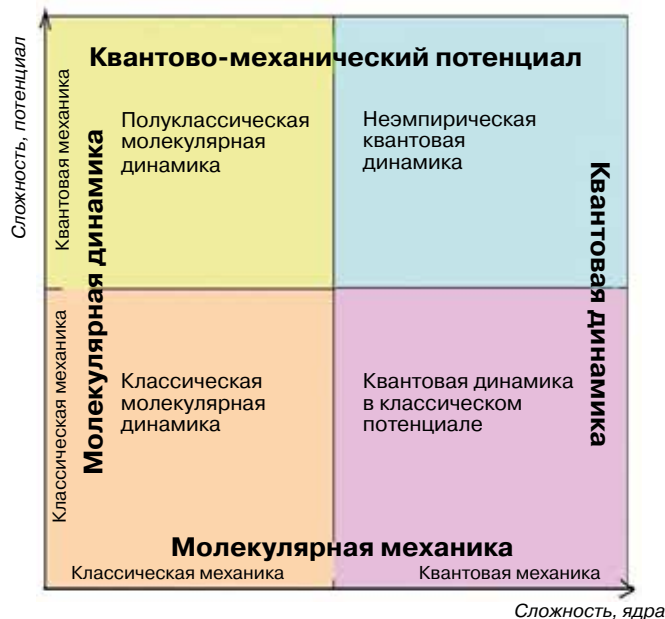 Сложность, потенциал
Квантово-механический потенциал
Квантовая механика
Молекулярная динамика
Полуклассическая
молекулярная
динамика
Неэмпирическая
квантовая
динамика
Квантовая динамика
Классическая механика
Классическая
молекулярная
динамика
Квантовая динамика
в классическом
потенциале
Молекулярная механика
Классическая механика
Квантовая механика
Сложность, ядра